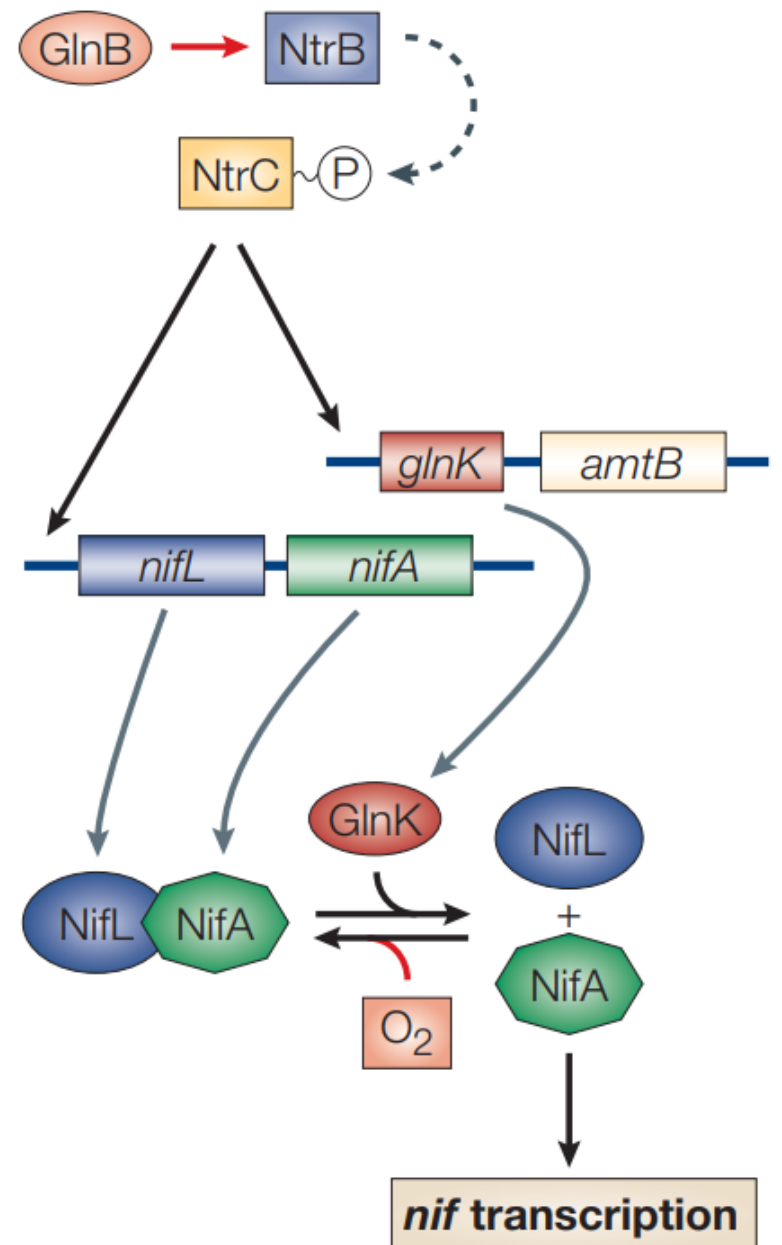 GlnB NtrB
NtrC P
glnK amtB
nifL nifA
GlnK
NifL
NifL NifA
+
NifA
O₂
nif transcription